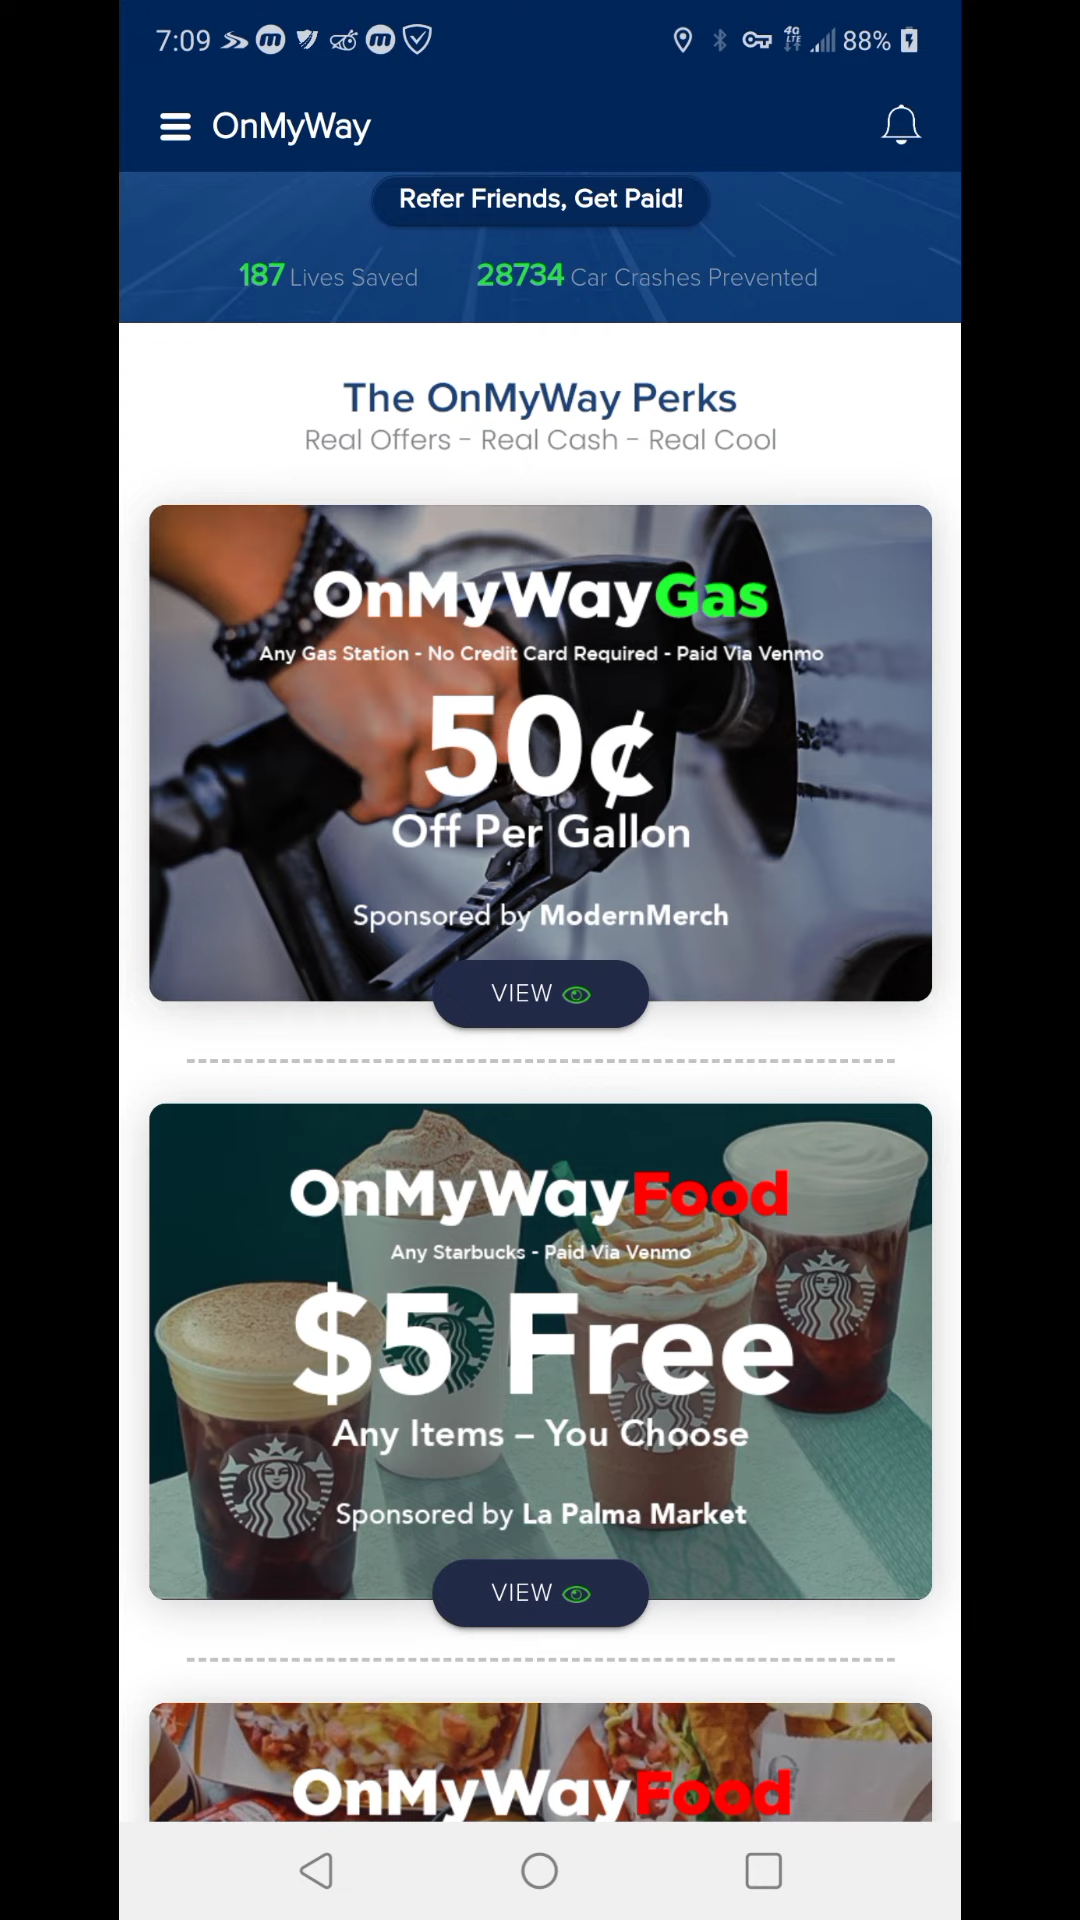 7:09
4G
LTE
88%
OnMyWay
Refer Friends, Get Paid!
187 Lives Saved 28734 Car Crashes Prevented
The OnMyWay Perks
Real Offers - Real Cash - Real Cool
OnMyWayGas
Any Gas Station - No Credit Card Required - Paid Via Venmo
50¢
Off Per Gallon
Sponsored by ModernMerch
VIEW
OnMyWayFood
Any Starbucks - Paid Via Venmo
$5 Free
Any Items – You Choose
Sponsored by La Palma Market
VIEW
OnMyWayFood